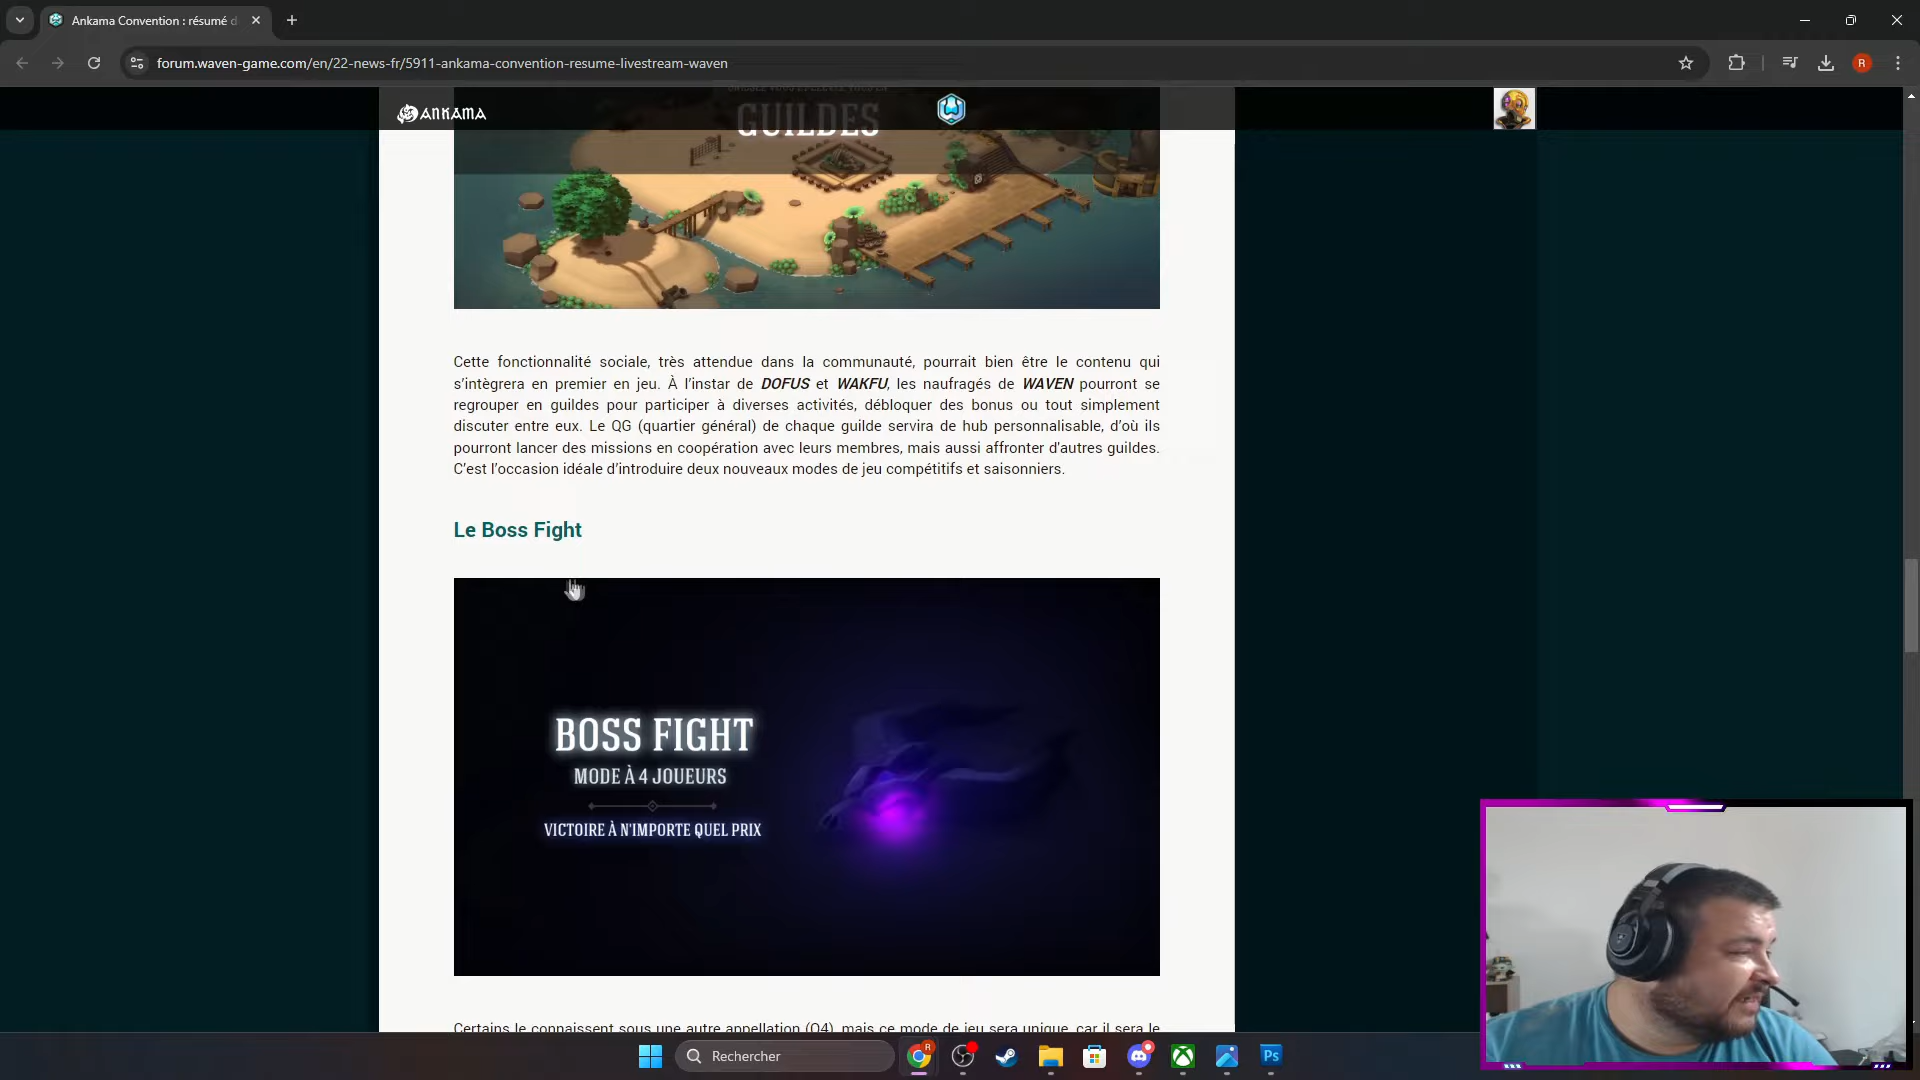 Ankama Convention : résumé d
forum.waven-game.com/en/22-news-fr/5911-ankama-convention-resume-livestream-waven
R
ANKAMA
GUILDES
Cette fonctionnalité sociale, très attendue dans la communauté, pourrait bien être le contenu qui
s'intègrera en premier en jeu. À l'instar de DOFUS et WAKFU, les naufragés de WAVEN pourront se
regrouper en guildes pour participer à diverses activités, débloquer des bonus ou tout simplement
discuter entre eux. Le QG (quartier général) de chaque guilde servira de hub personnalisable, d'où ils
pourront lancer des missions en coopération avec leurs membres, mais aussi affronter d'autres guildes.
C'est l'occasion idéale d'introduire deux nouveaux modes de jeu compétitifs et saisonniers.
Le Boss Fight
BOSS FIGHT
MODE À 4 JOUEURS
VICTOIRE À N'IMPORTE QUEL PRIX
Certains le connaissent sous une autre appellation (O4), mais ce mode de jeu sera unique, car il sera le
Rechercher
R
Ps